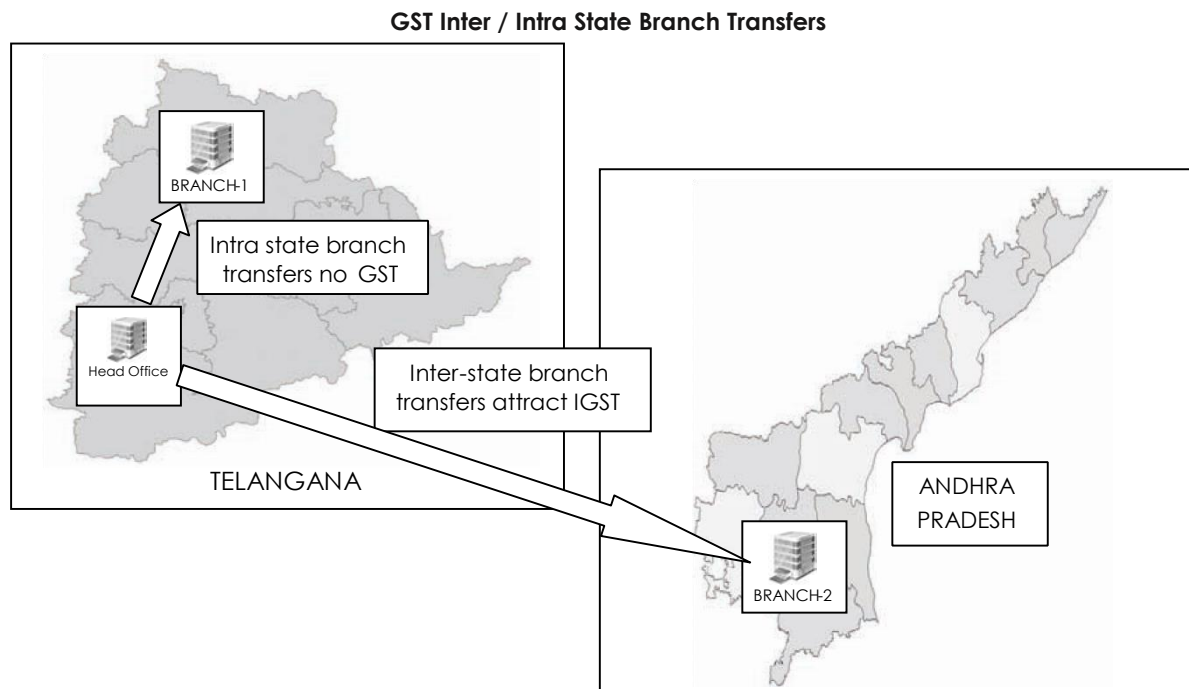 GST Inter / Intra State Branch Transfers
BRANCH-1
Intra state branch
transfers no GST
Head Office
Inter-state branch
transfers attract IGST
TELANGANA
ANDHRA
PRADESH
BRANCH-2